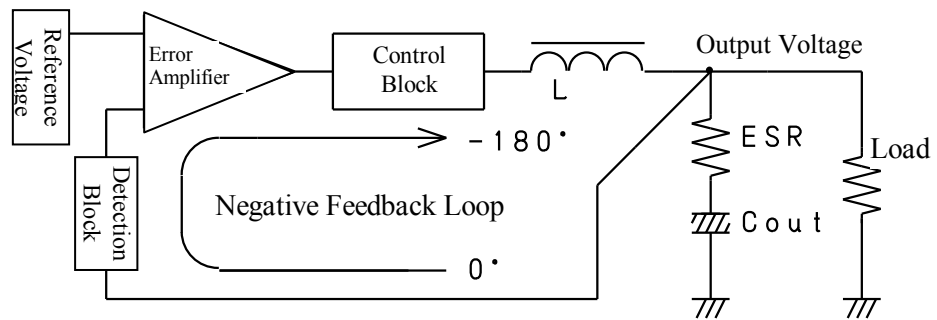 Reference
Voltage
Error
Amplifier
Control
Block
L
Output Voltage
-180°
ESR
Load
Detection
Block
Negative Feedback Loop
Cout
0°